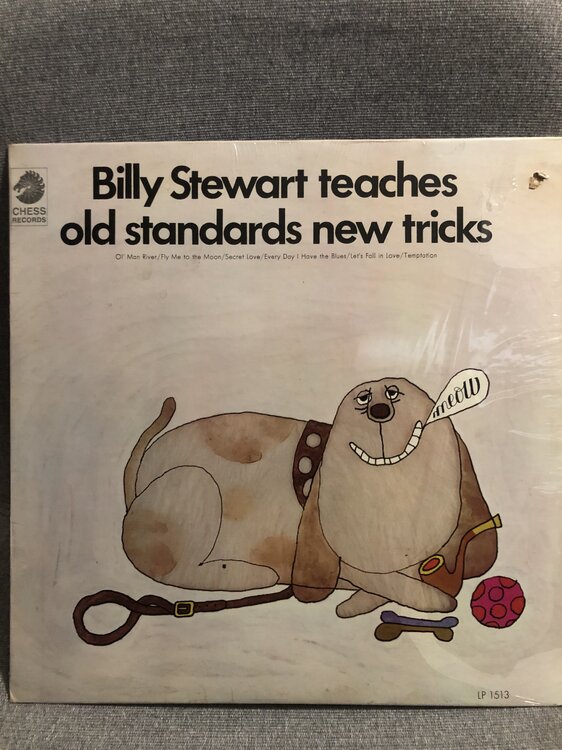 Billy Stewart teaches
old standards new tricks
Ol' Man River/Fly Me to the Moon/Secret Love/Every Day I Have the Blues/Let's Fall in Love/Temptation
CHESS
RECORDS
meow
LP 1513